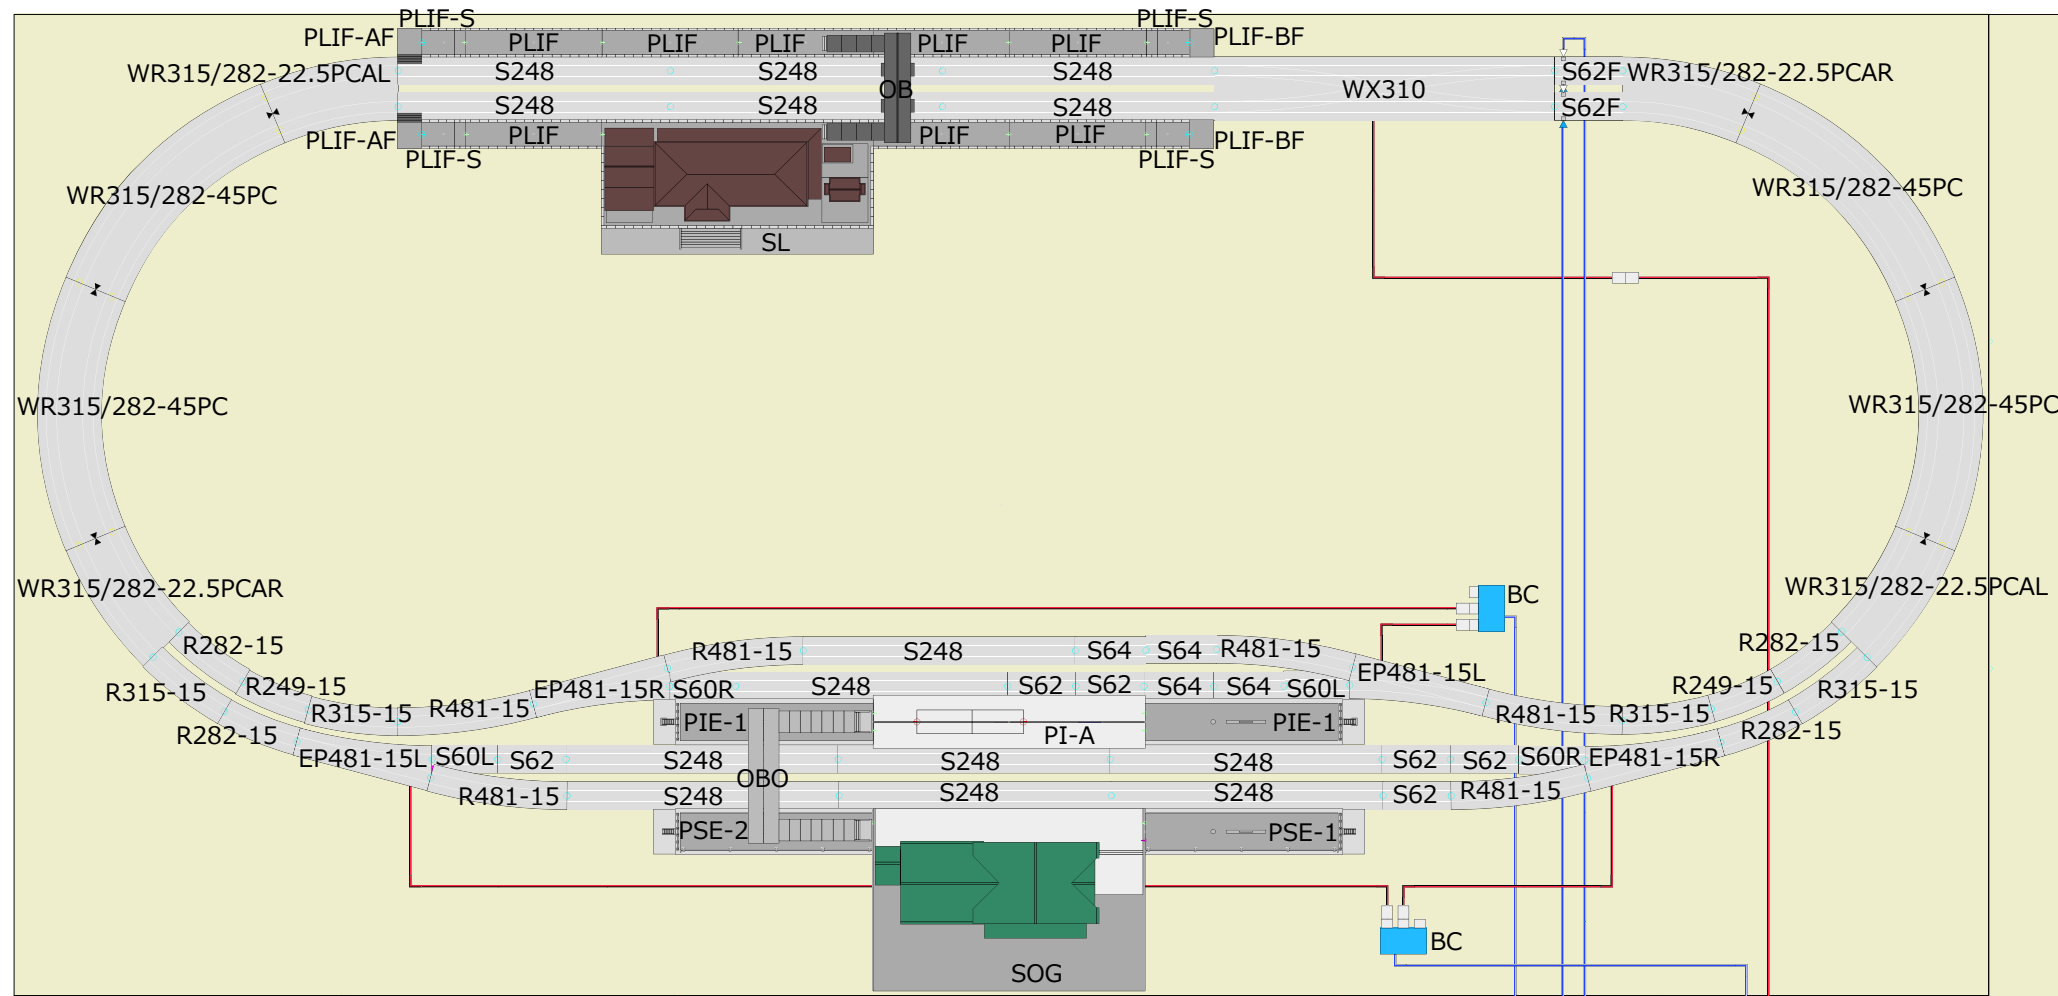 PLIF-S
PLIF-S
PLIF-AF
PLIF
PLIF
PLIF
PLIF
PLIF
PLIF-BF
WR315/282-22.5PCAL
S248
S248
S248
S62F
WR315/282-22.5PCAR
OB
WX310
S248
S248
S248
S62F
PLIF-AF
PLIF
PLIF
PLIF
PLIF-BF
PLIF-S
PLIF-S
WR315/282-45PC
WR315/282-45PC
SL
WR315/282-45PC
WR315/282-45PC
WR315/282-22.5PCAR
BC
WR315/282-22.5PCAL
R282-15
R481-15
S248
S64
S64
R481-15
R282-15
EP481-15L
R249-15
EP481-15R
S60R
S248
S62
S62
S64
S64
S60L
R249-15
R315-15
R315-15
R315-15
R481-15
R481-15
R315-15
PIE-1
PI-A
PIE-1
R282-15
R282-15
EP481-15L
S60L
S62
S248
S248
S248
S62
S62
S60R
EP481-15R
OBO
R481-15
S248
S248
S248
S62
R481-15
PSE-2
PSE-1
BC
SOG